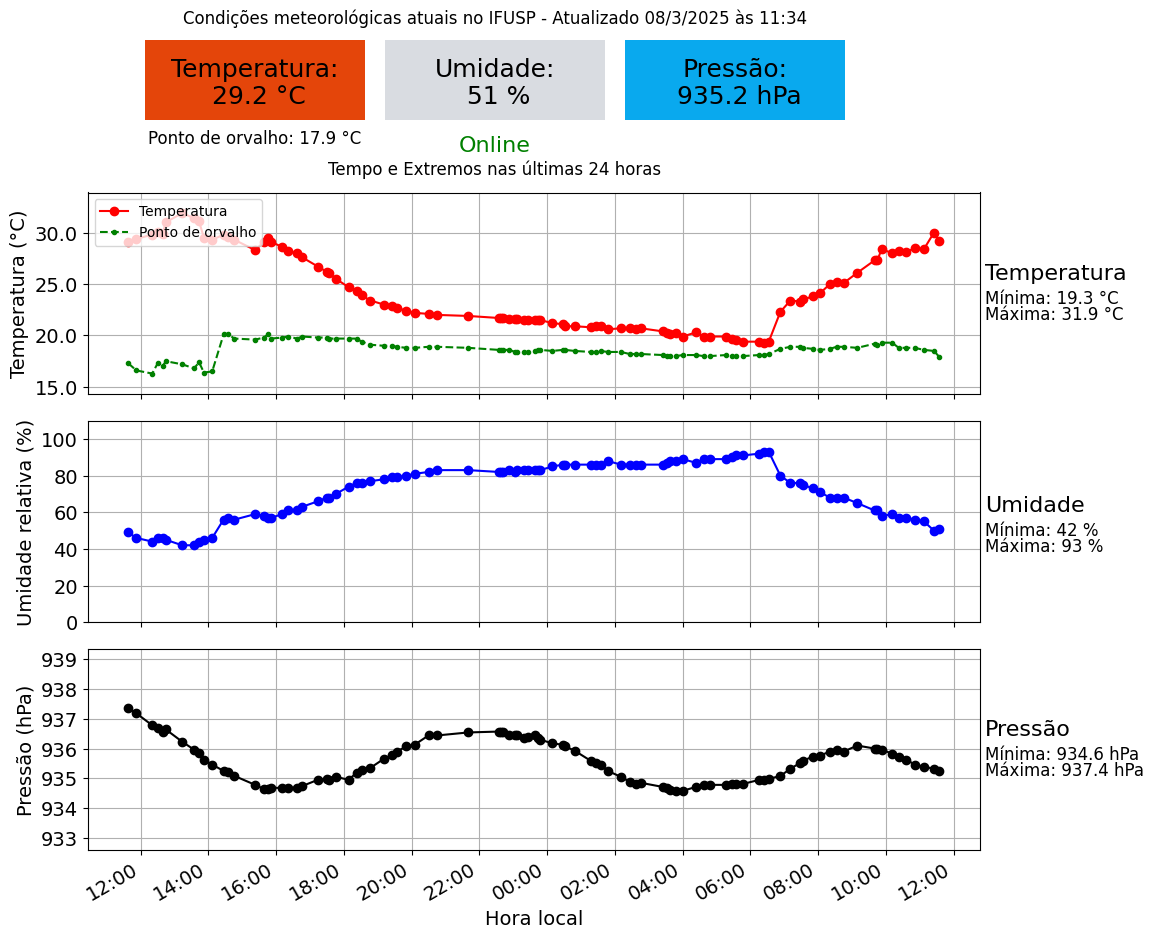 Condições meteorológicas atuais no IFUSP - Atualizado 08/3/2025 às 11:34
Temperatura:
29.2 °C
Umidade:
51 %
Pressão:
935.2 hPa
Ponto de orvalho: 17.9 °C
Online
Tempo e Extremos nas últimas 24 horas
Temperatura (°C)
30.0
25.0
20.0
15.0
Temperatura
Ponto de orvalho
Temperatura
Mínima: 19.3 °C
Máxima: 31.9 °C
Umidade relativa (%)
100
80
60
40
20
0
Umidade
Mínima: 42 %
Máxima: 93 %
Pressão (hPa)
939
938
937
936
935
934
933
Pressão
Mínima: 934.6 hPa
Máxima: 937.4 hPa
12:00 14:00 16:00 18:00 20:00 22:00 00:00 02:00 04:00 06:00 08:00 10:00 12:00
Hora local